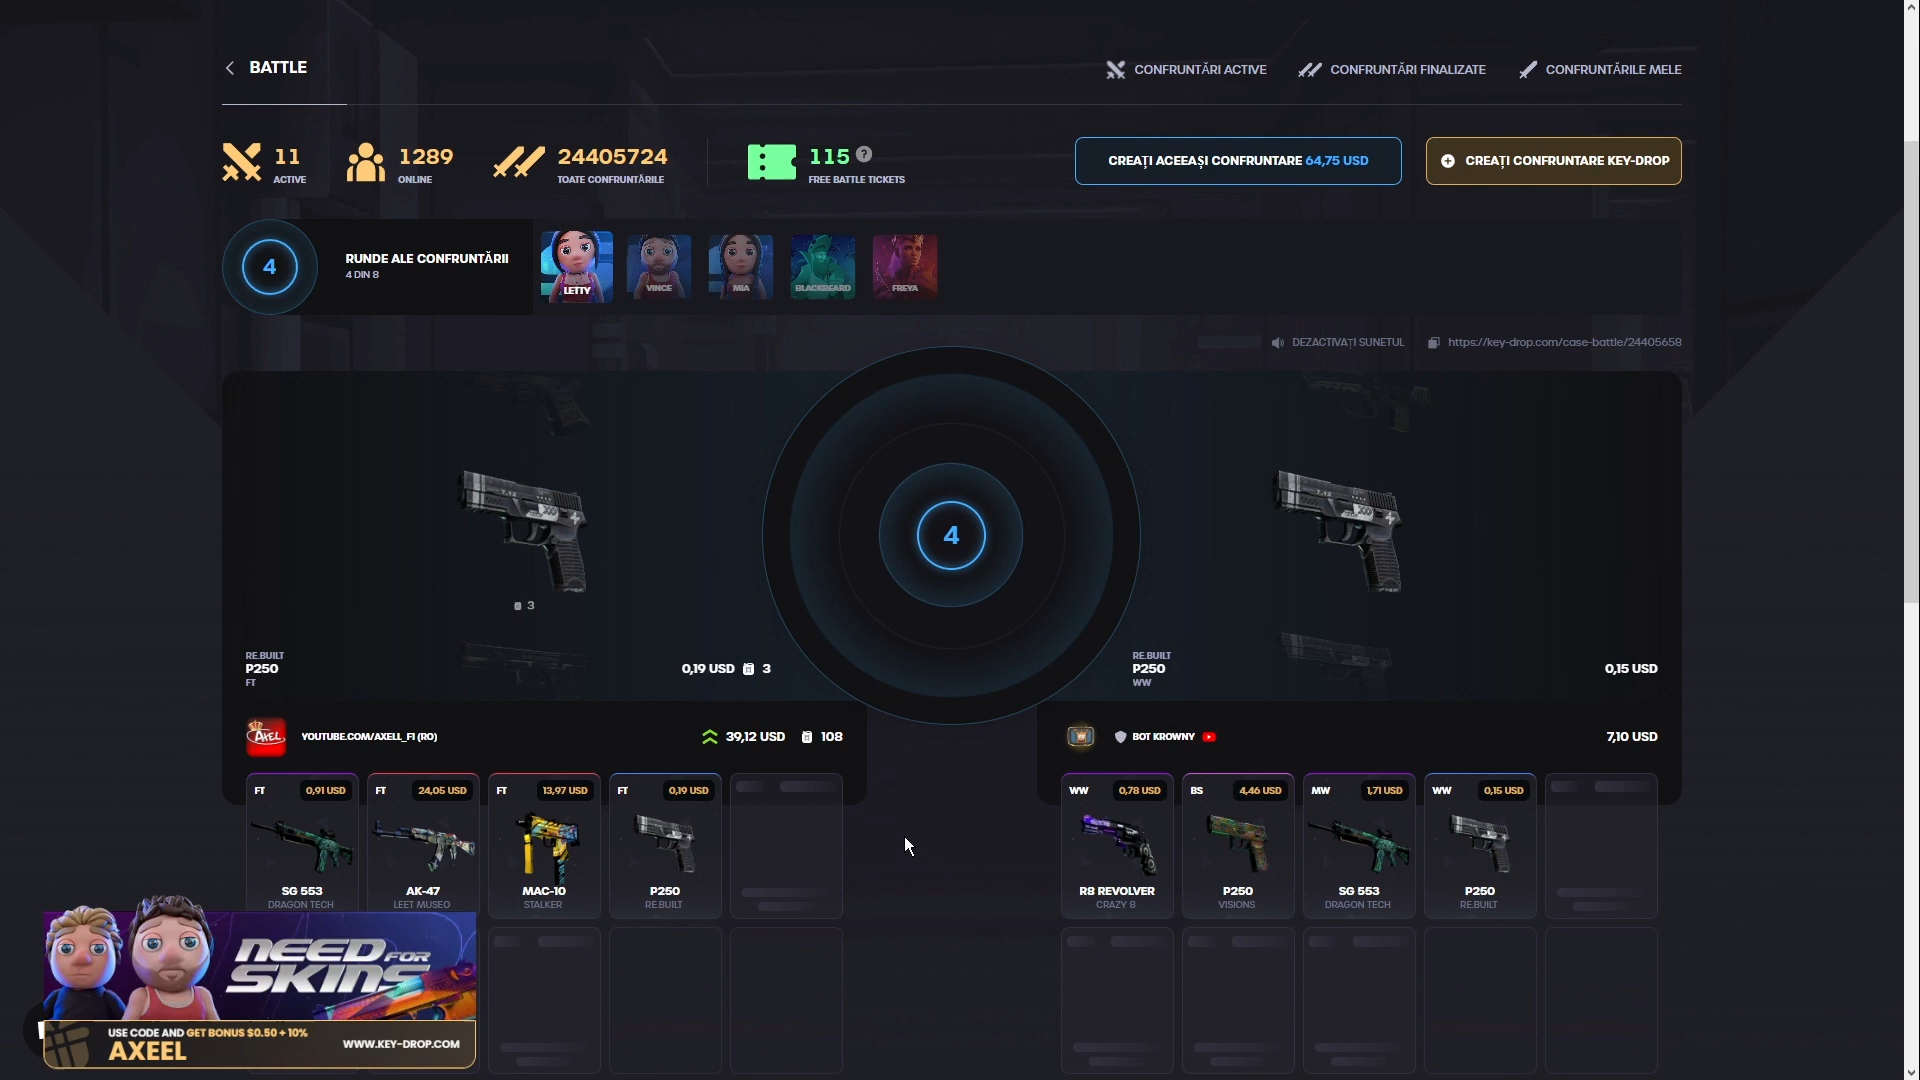 BATTLE
CONFRUNTĂRI ACTIVE
CONFRUNTĂRI FINALIZATE
CONFRUNTĂRILE MELE
11
ACTIVE
1289
ONLINE
24405724
TOATE CONFRUNTĂRILE
115 ?
FREE BATTLE TICKETS
CREAȚI ACEEAȘI CONFRUNTARE 64,75 USD
CREAȚI CONFRUNTARE KEY-DROP
4
RUNDE ALE CONFRUNTĂRII
4 DIN 8
LETTY
VINCE
MIA
BLACKBEARD
FREYA
DEZACTIVAȚI SUNETUL
https://key-drop.com/case-battle/24405658
4
3
RE.BUILT
P250
FT
0,19 USD 3
RE.BUILT
P250
WW
0,15 USD
AXEL
YOUTUBE.COM/AXELL_F1 (RO)
39,12 USD 108
BOT KROWNY
7,10 USD
FT 0,91 USD
SG 553
DRAGON TECH
FT 24,05 USD
AK-47
LEET MUSEO
FT 13,97 USD
MAC-10
STALKER
FT 0,19 USD
P250
RE.BUILT
WW 0,78 USD
R8 REVOLVER
CRAZY 8
BS 4,46 USD
P250
VISIONS
MW 1,71 USD
SG 553
DRAGON TECH
WW 0,15 USD
P250
RE.BUILT
NEED FOR
SKINS
USE CODE AND GET BONUS $0.50 + 10%
AXEEL
WWW.KEY-DROP.COM